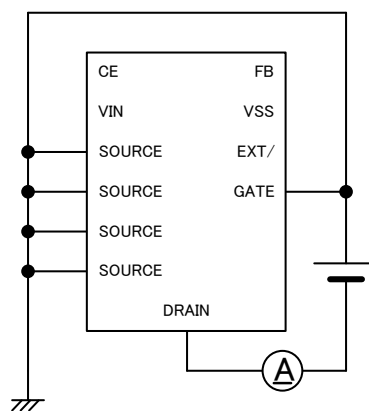 CE FB
VIN VSS
SOURCE EXT/
SOURCE GATE
SOURCE
SOURCE
DRAIN
A